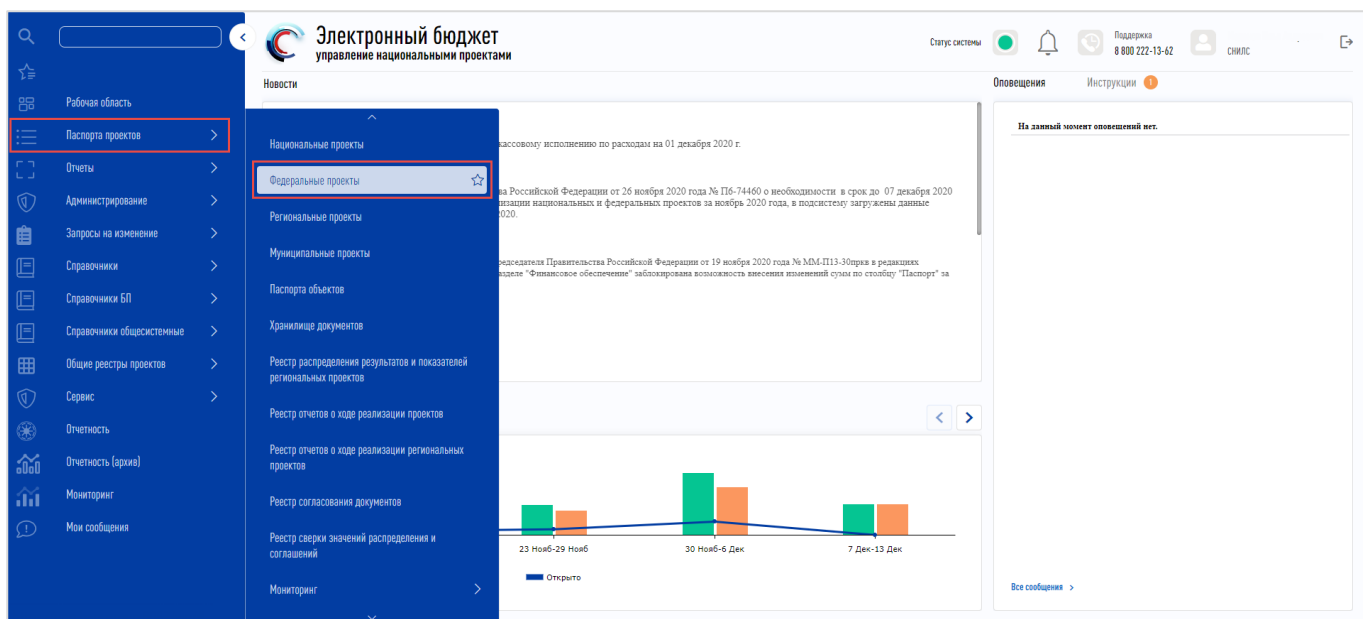 Электронный бюджет
управление национальными проектами
Статус системы
Поддержка
8 800 222-13-62
СНИЛС
Рабочая область
Паспорта проектов
Отчеты
Администрирование
Запросы на изменение
Справочники
Справочники БП
Справочники общесистемные
Общие реестры проектов
Сервис
Отчетность
Отчетность (архив)
Мониторинг
Мои сообщения
Национальные проекты
Федеральные проекты
Региональные проекты
Муниципальные проекты
Паспорта объектов
Хранилище документов
Реестр распределения результатов и показателей
региональных проектов
Реестр отчетов о ходе реализации проектов
Реестр отчетов о ходе реализации региональных
проектов
Реестр согласования документов
Реестр сверки значений распределения и
соглашений
Мониторинг
Новости
кассовому исполнению по расходам на 01 декабря 2020 г.
ва Российской Федерации от 26 ноября 2020 года № П6-74460 о необходимости в срок до 07 декабря 2020
изации национальных и федеральных проектов за ноябрь 2020 года, в подсистему загружены данные
2020.
редседателя Правительства Российской Федерации от 19 ноября 2020 года № ММ-П13-30прка в редакциях
азделе "Финансовое обеспечение" заблокирована возможность внесения изменений сумм по столбцу "Паспорт" за
23 Нояб-29 Нояб
30 Нояб-6 Дек
7 Дек-13 Дек
Открыто
Оповещения
Инструкции 1
На данный момент оповещений нет.
Все сообщения >